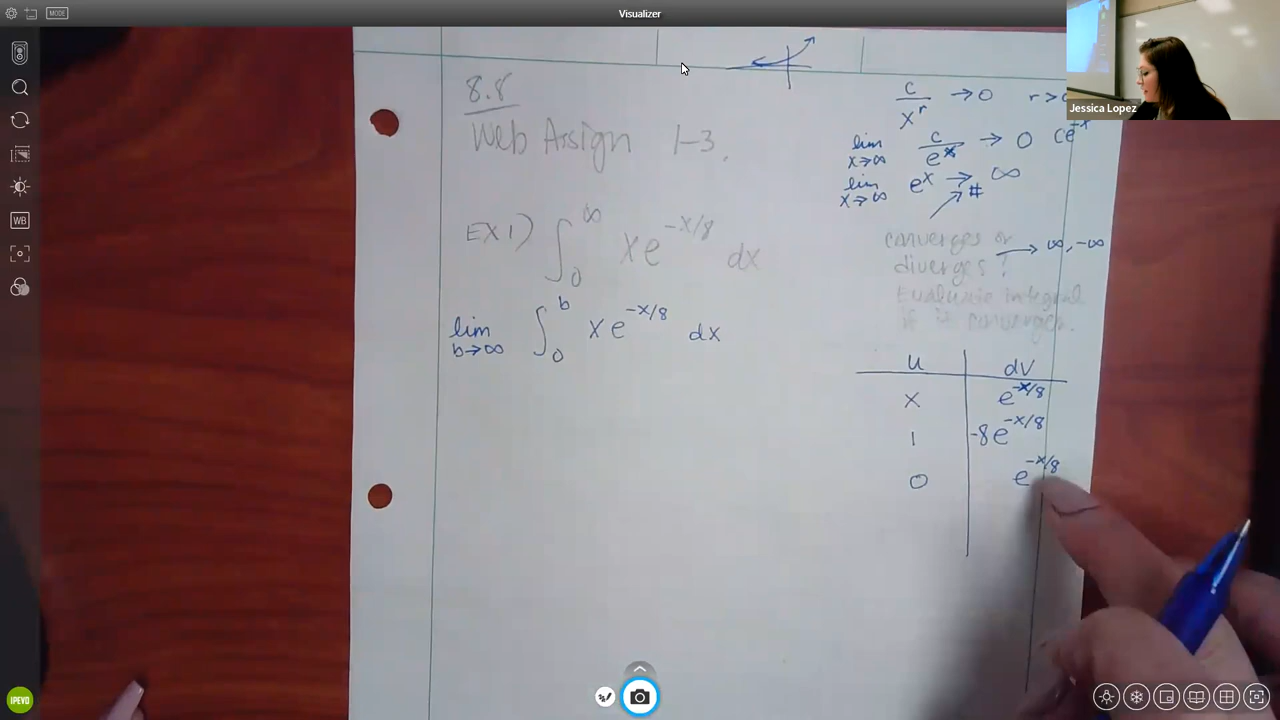 Visualizer
MODE
Jessica Lopez
WB
8.8
Web Assign 1-3.
c/x^r → 0 r>0
lim x→∞ c/e^x → 0 ce^-x
lim x→∞ e^x → ∞
#
EX 1) ∫_0^∞ x e^(-x/8) dx
converges or → ∞, -∞
diverges?
Evaluate integral
if it converges.
lim b→∞ ∫_0^b x e^(-x/8) dx
u dv
x e^(-x/8)
1 -8e^(-x/8)
0 e^(-x/8)
IPEVO